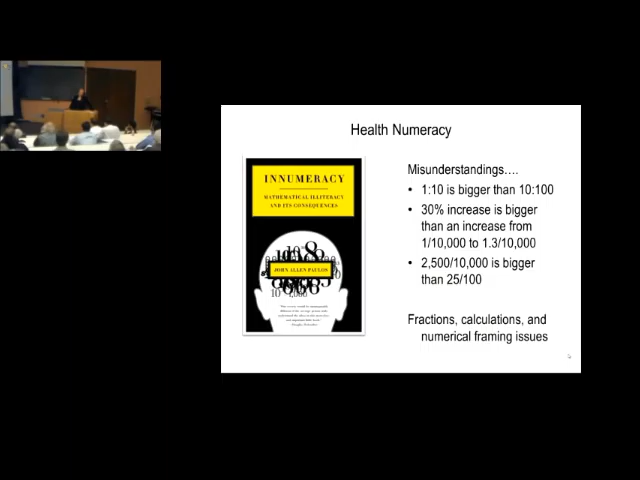 Health Numeracy
INNUMERACY
MATHEMATICAL ILLITERACY
AND ITS CONSEQUENCES
JOHN ALLEN PAULOS
Misunderstandings….
• 1:10 is bigger than 10:100
• 30% increase is bigger
than an increase from
1/10,000 to 1.3/10,000
• 2,500/10,000 is bigger
than 25/100
Fractions, calculations, and
numerical framing issues